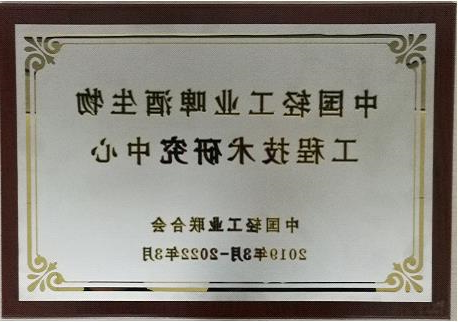 中国轻工业啤酒生物
工程技术研究中心
中国轻工业联合会
2019年3月-2022年3月